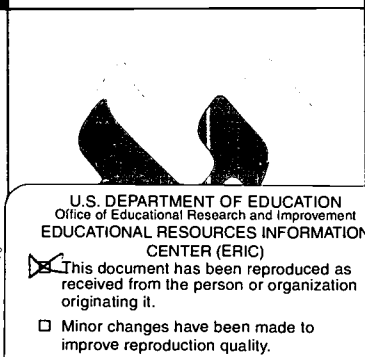 U.S. DEPARTMENT OF EDUCATION
Office of Educational Research and Improvement
EDUCATIONAL RESOURCES INFORMATION
CENTER (ERIC)
☒ This document has been reproduced as
received from the person or organization
originating it.
☐ Minor changes have been made to
improve reproduction quality.